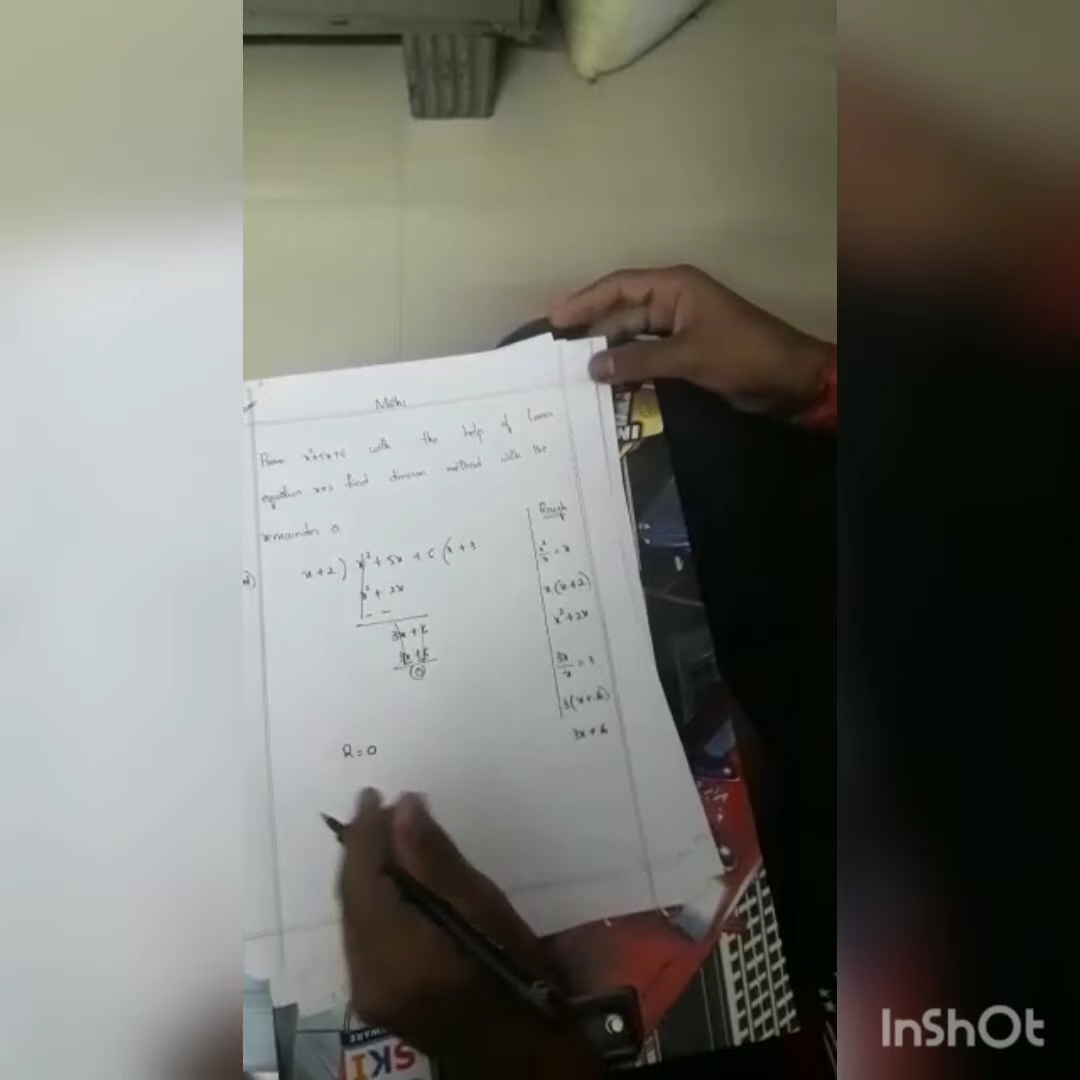 Maths
Prove x²+5x+6 with the help of linear
equation x+2 find division method with the
remainder 0
x+2) x² + 5x + 6 (x + 3
x² + 2x
- -
3x + 6
3x + 6
0
R = 0
Rough
x²/x = x
x(x+2)
x²+2x
3x/x = 3
3(x+2)
3x + 6
SKI
InShOt